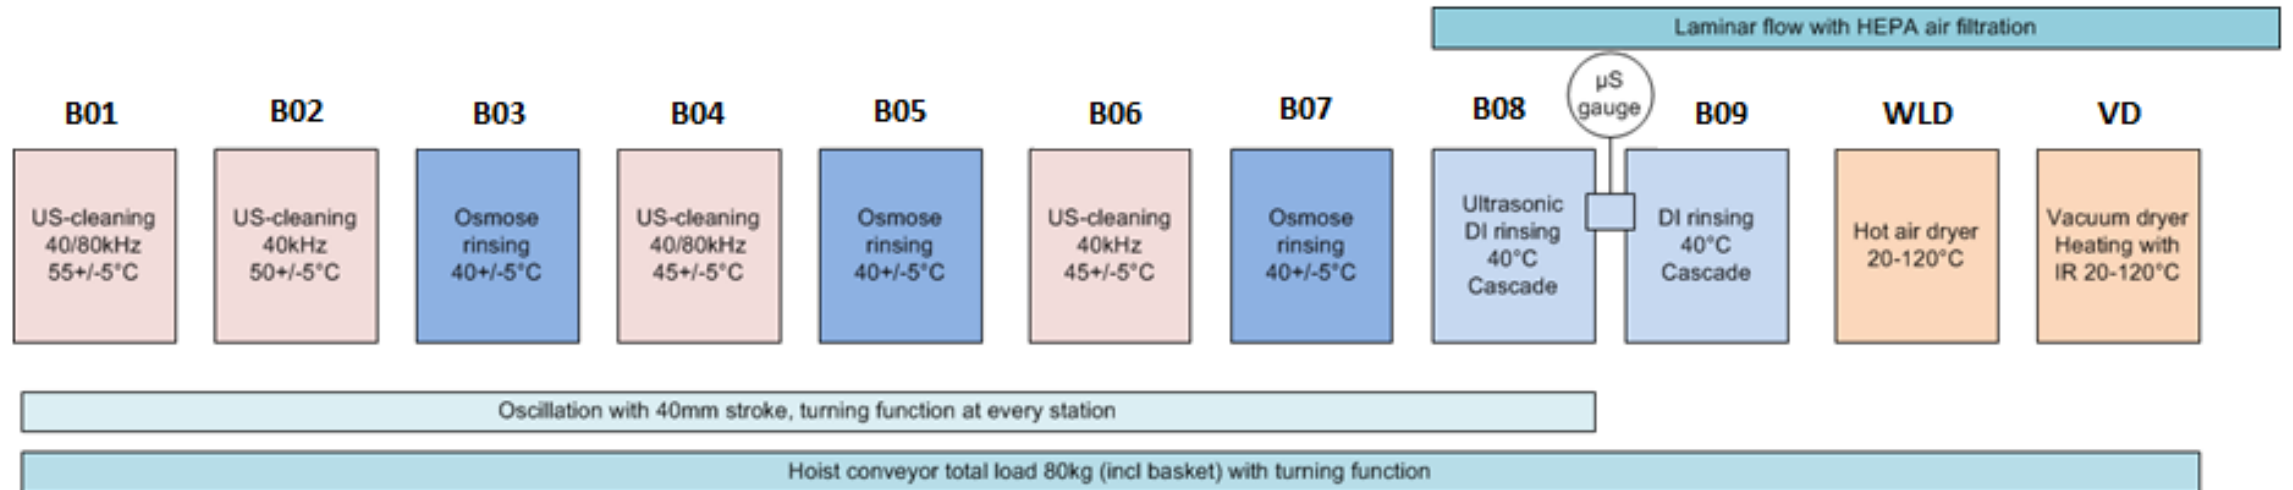 Laminar flow with HEPA air filtration
µS
gauge
B01
B02
B03
B04
B05
B06
B07
B08
B09
WLD
VD
US-cleaning
40/80kHz
55+/-5°C
US-cleaning
40kHz
50+/-5°C
Osmose
rinsing
40+/-5°C
US-cleaning
40/80kHz
45+/-5°C
Osmose
rinsing
40+/-5°C
US-cleaning
40kHz
45+/-5°C
Osmose
rinsing
40+/-5°C
Ultrasonic
DI rinsing
40°C
Cascade
DI rinsing
40°C
Cascade
Hot air dryer
20-120°C
Vacuum dryer
Heating with
IR 20-120°C
Oscillation with 40mm stroke, turning function at every station
Hoist conveyor total load 80kg (incl basket) with turning function